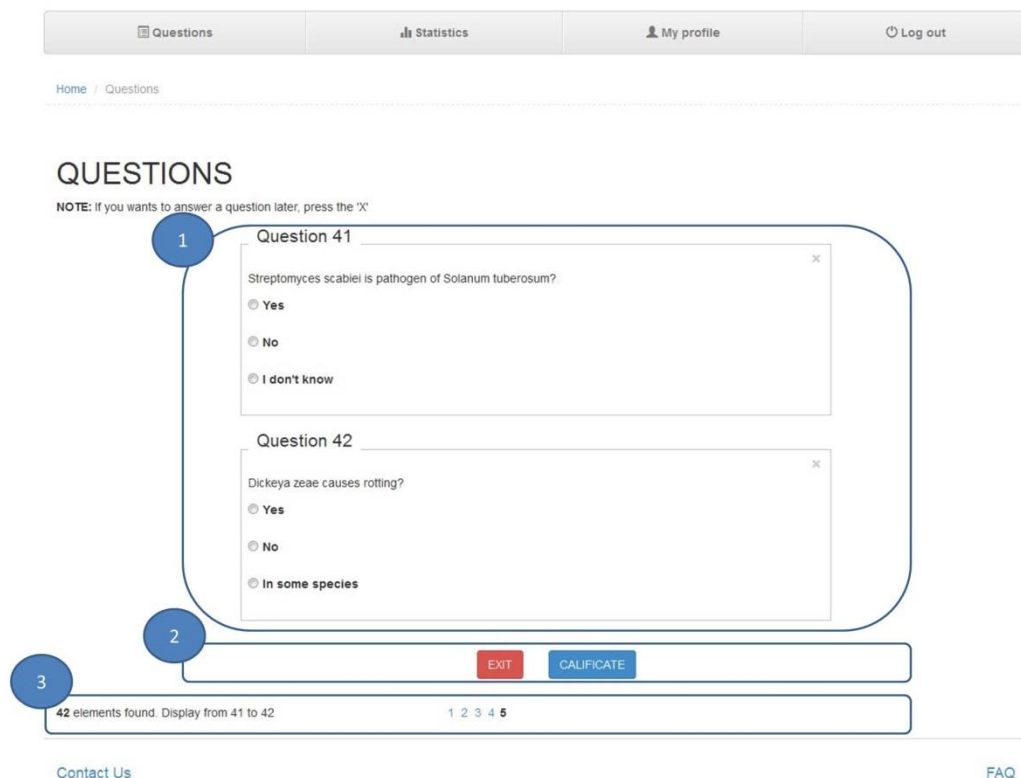 Questions Statistics My profile Log out
Home / Questions
QUESTIONS
NOTE: If you wants to answer a question later, press the 'X'
1
Question 41
×
Streptomyces scabiei is pathogen of Solanum tuberosum?
Yes
No
I don't know
Question 42
×
Dickeya zeae causes rotting?
Yes
No
In some species
2
EXIT CALIFICATE
3
42 elements found. Display from 41 to 42 1 2 3 4 5
Contact Us FAQ